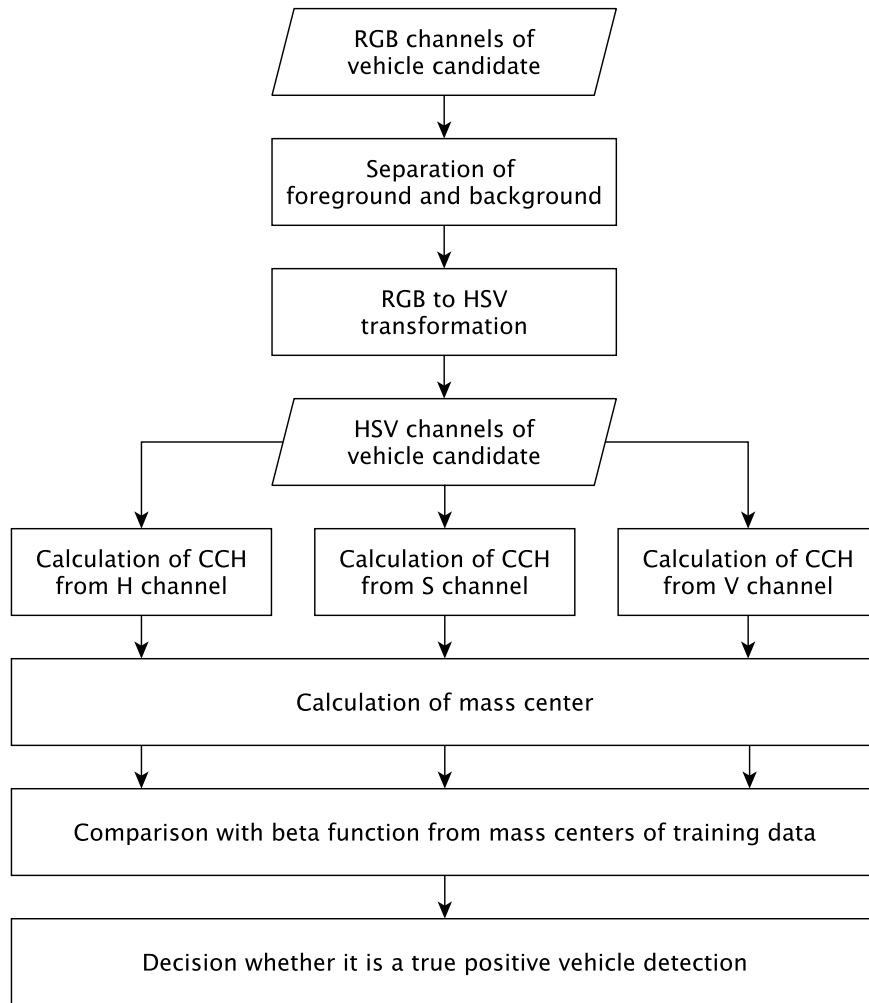 RGB channels of
vehicle candidate
Separation of
foreground and background
RGB to HSV
transformation
HSV channels of
vehicle candidate
Calculation of CCH
from H channel
Calculation of CCH
from S channel
Calculation of CCH
from V channel
Calculation of mass center
Comparison with beta function from mass centers of training data
Decision whether it is a true positive vehicle detection